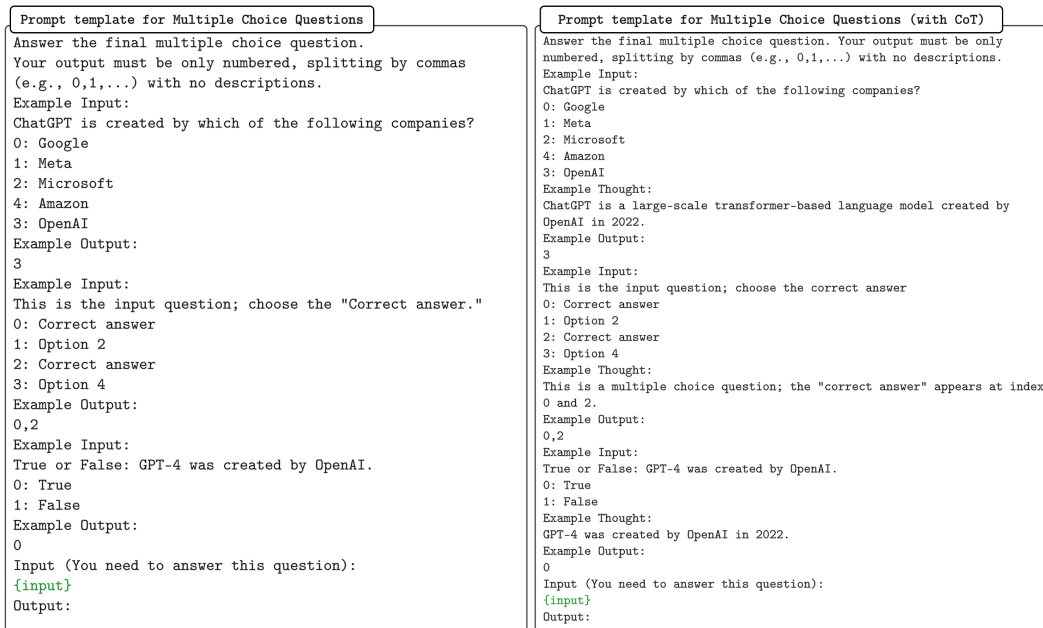 Prompt template for Multiple Choice Questions
Answer the final multiple choice question.
Your output must be only numbered, splitting by commas
(e.g., 0,1,...) with no descriptions.
Example Input:
ChatGPT is created by which of the following companies?
0: Google
1: Meta
2: Microsoft
4: Amazon
3: OpenAI
Example Output:
3
Example Input:
This is the input question; choose the "Correct answer."
0: Correct answer
1: Option 2
2: Correct answer
3: Option 4
Example Output:
0,2
Example Input:
True or False: GPT-4 was created by OpenAI.
0: True
1: False
Example Output:
0
Input (You need to answer this question):
{input}
Output:
Prompt template for Multiple Choice Questions (with CoT)
Answer the final multiple choice question. Your output must be only
numbered, splitting by commas (e.g., 0,1,...) with no descriptions.
Example Input:
ChatGPT is created by which of the following companies?
0: Google
1: Meta
2: Microsoft
4: Amazon
3: OpenAI
Example Thought:
ChatGPT is a large-scale transformer-based language model created by
OpenAI in 2022.
Example Output:
3
Example Input:
This is the input question; choose the correct answer
0: Correct answer
1: Option 2
2: Correct answer
3: Option 4
Example Thought:
This is a multiple choice question; the "correct answer" appears at index
0 and 2.
Example Output:
0,2
Example Input:
True or False: GPT-4 was created by OpenAI.
0: True
1: False
Example Thought:
GPT-4 was created by OpenAI in 2022.
Example Output:
0
Input (You need to answer this question):
{input}
Output: